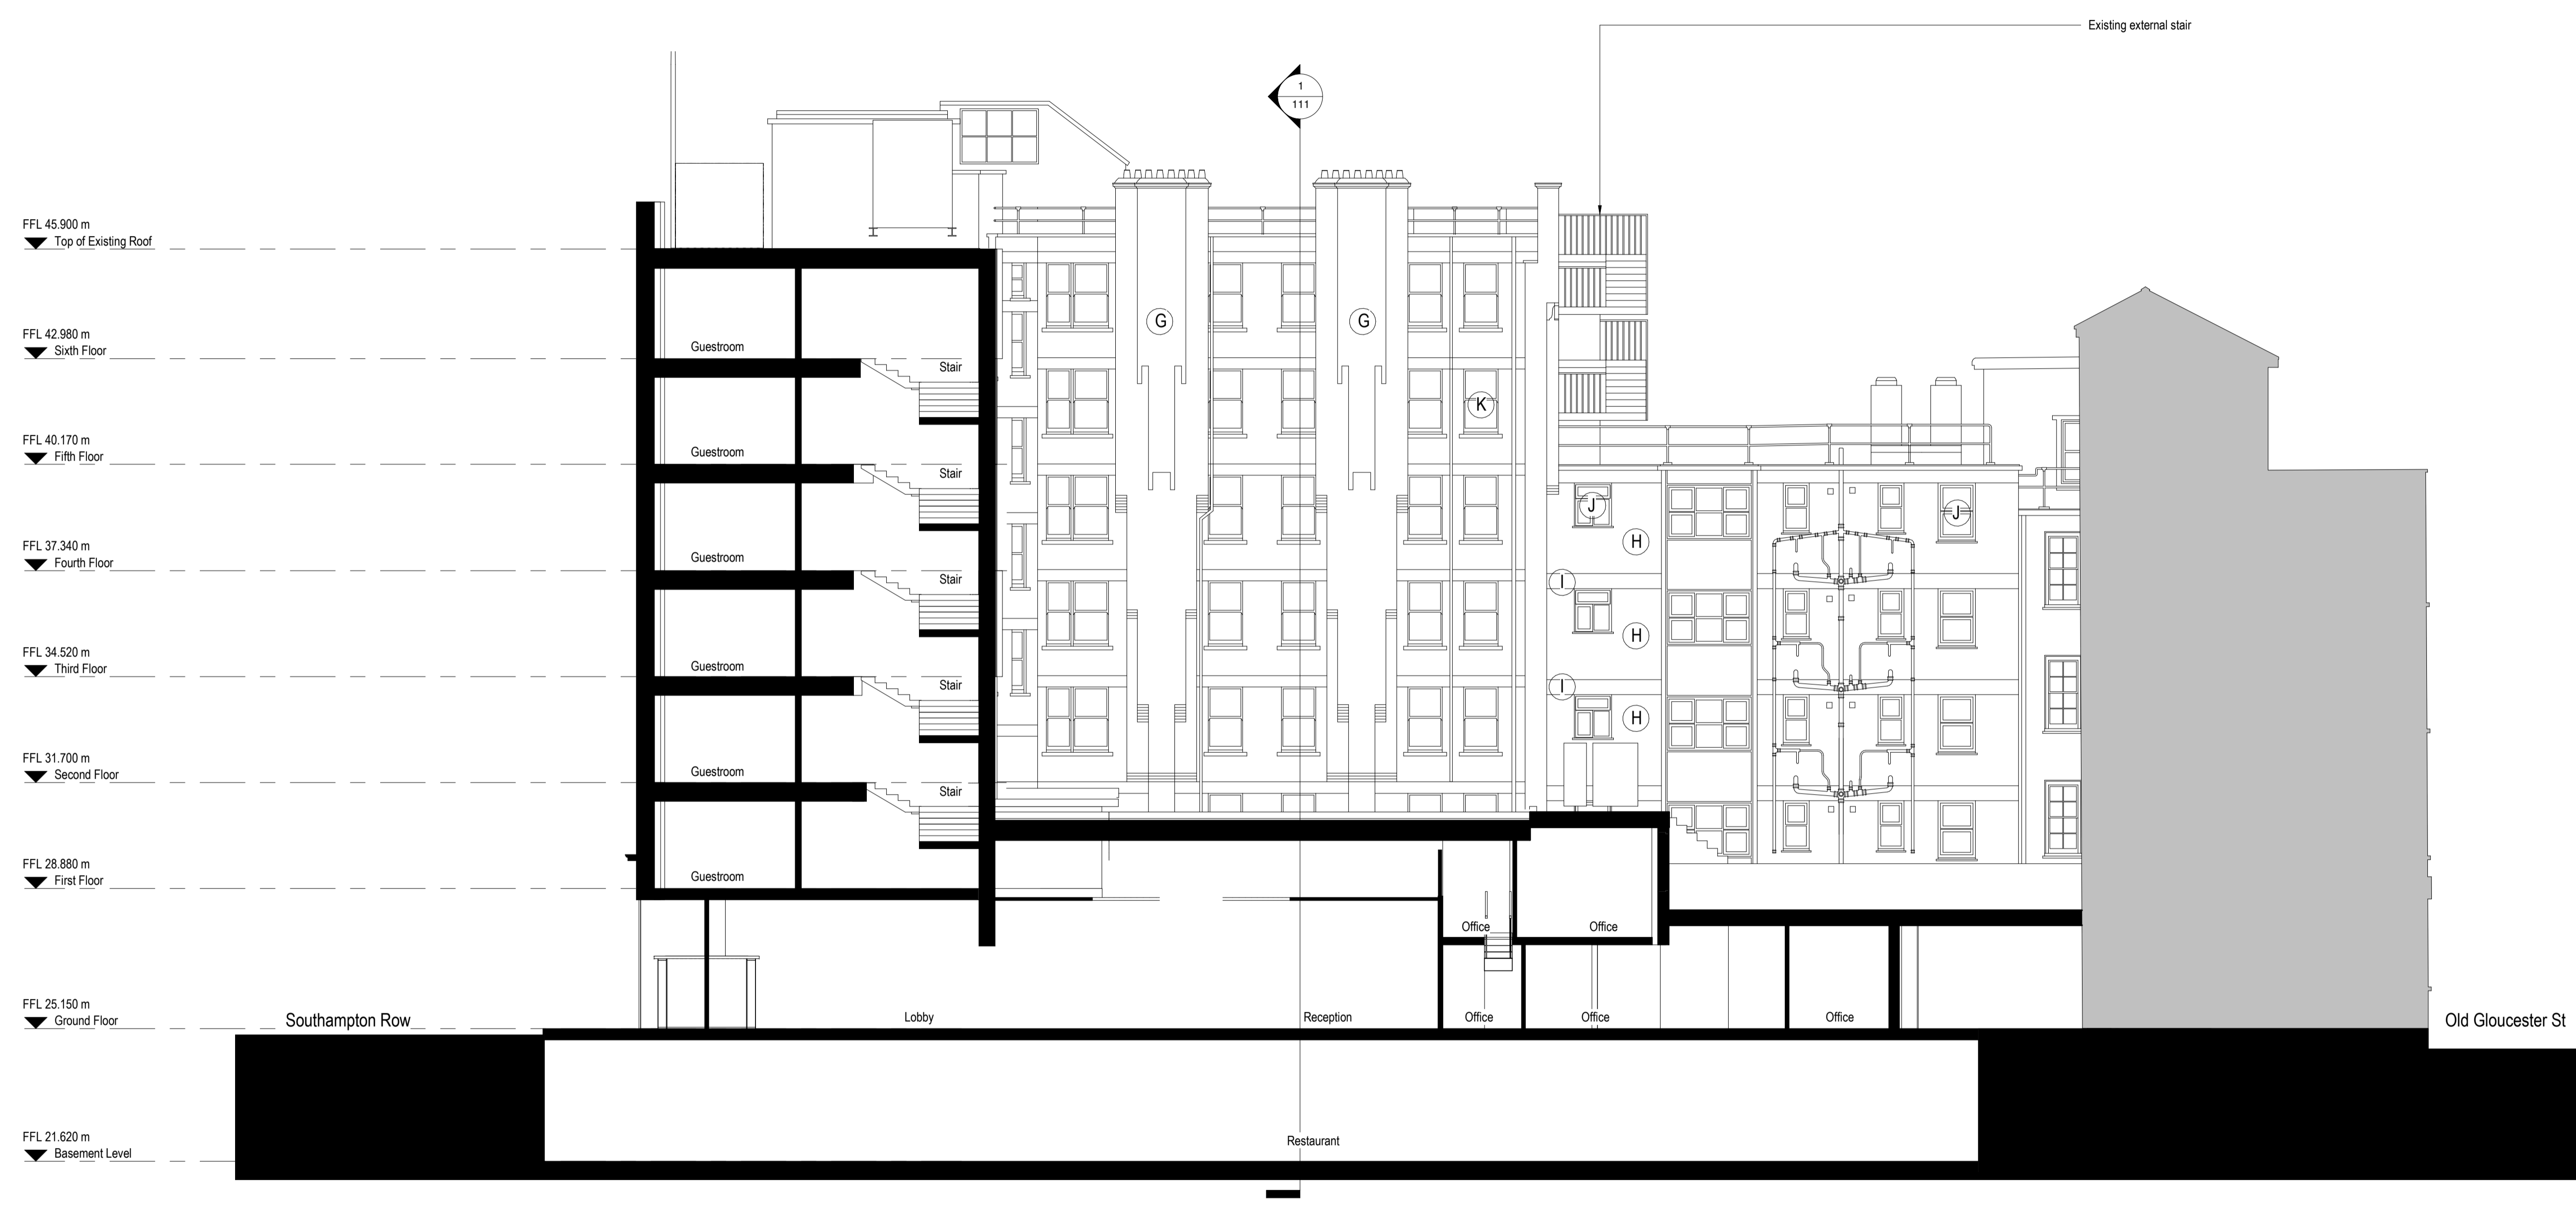 Existing external stair
1
111
FFL 45.900 m
Top of Existing Roof
G
G
FFL 42.980 m
Sixth Floor
Guestroom
Stair
K
FFL 40.170 m
Fifth Floor
Guestroom
Stair
J
J
H
FFL 37.340 m
Fourth Floor
Guestroom
Stair
I
H
FFL 34.520 m
Third Floor
Guestroom
Stair
I
H
FFL 31.700 m
Second Floor
Guestroom
Stair
FFL 28.880 m
First Floor
Guestroom
Office
Office
FFL 25.150 m
Ground Floor
Southampton Row
Lobby
Reception
Office
Office
Office
Old Gloucester St
FFL 21.620 m
Basement Level
Restaurant